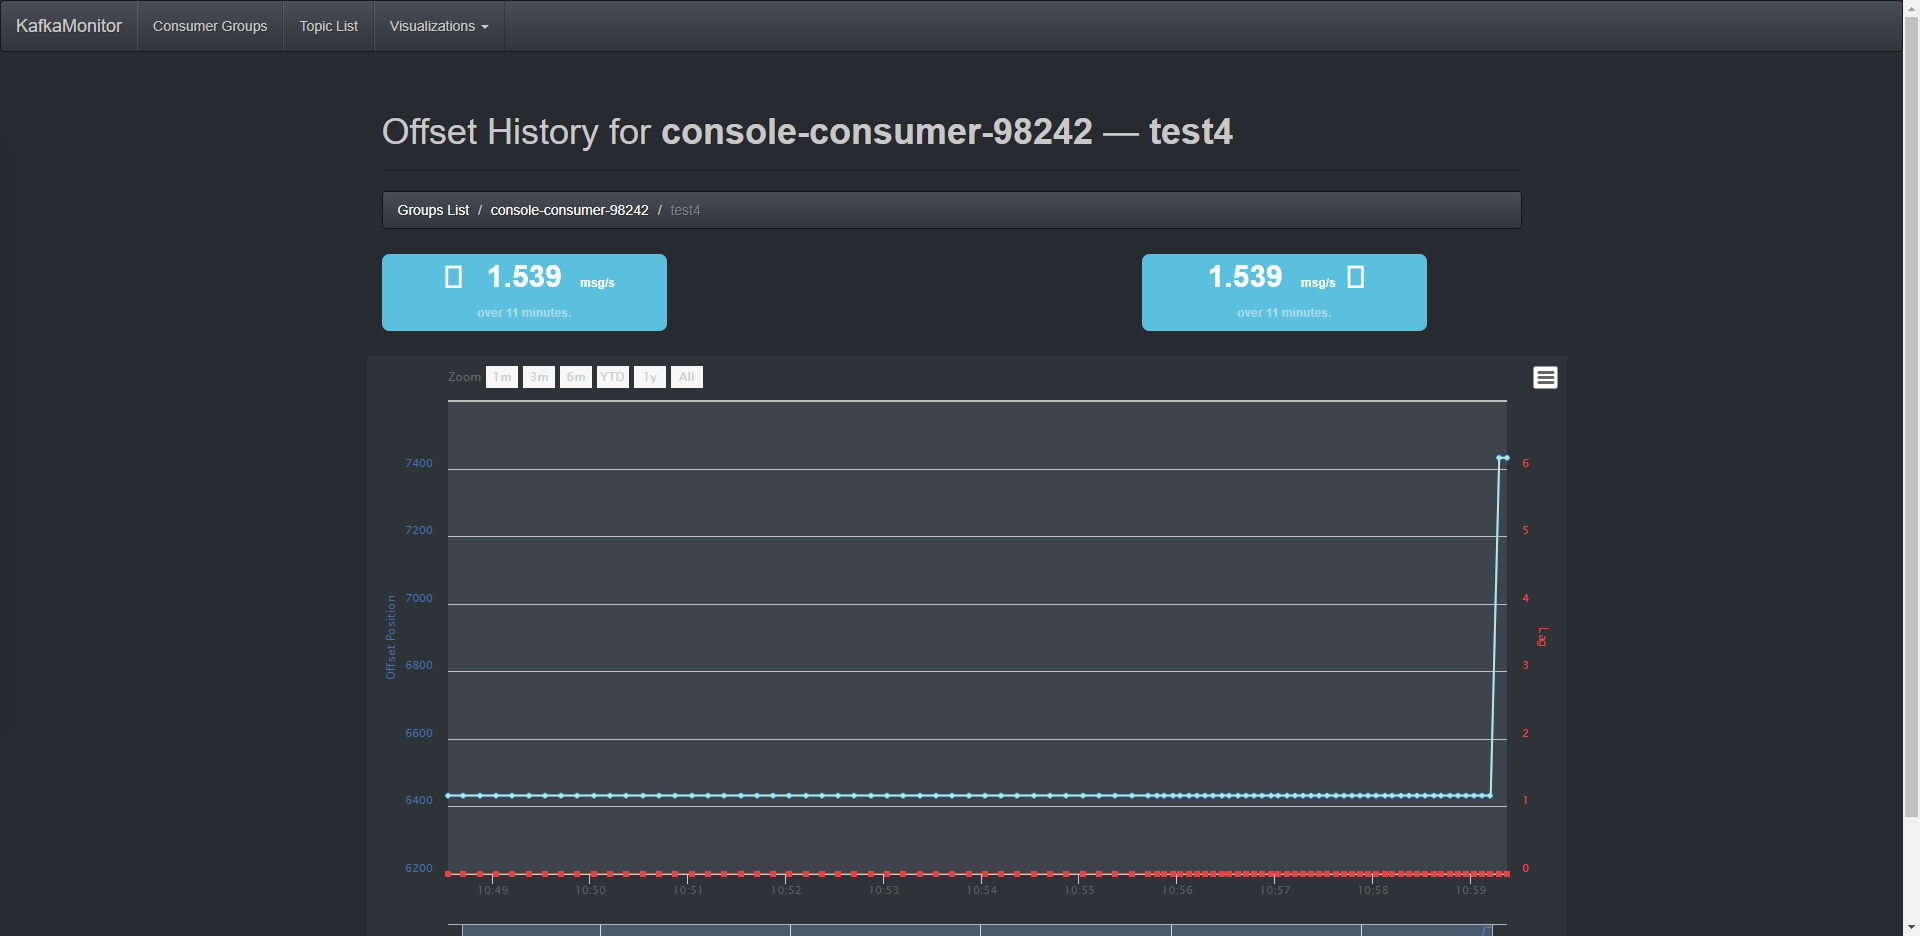 KafkaMonitor Consumer Groups Topic List Visualizations
Offset History for console-consumer-98242 — test4
Groups List / console-consumer-98242 / test4
1.539 msg/s
over 11 minutes.
1.539 msg/s
over 11 minutes.
Zoom 1m 3m 6m YTD 1y All
Offset Position
7400
7200
7000
6800
6600
6400
6200
6
5
4
3
2
1
0
Lag
10:49 10:50 10:51 10:52 10:53 10:54 10:55 10:56 10:57 10:58 10:59